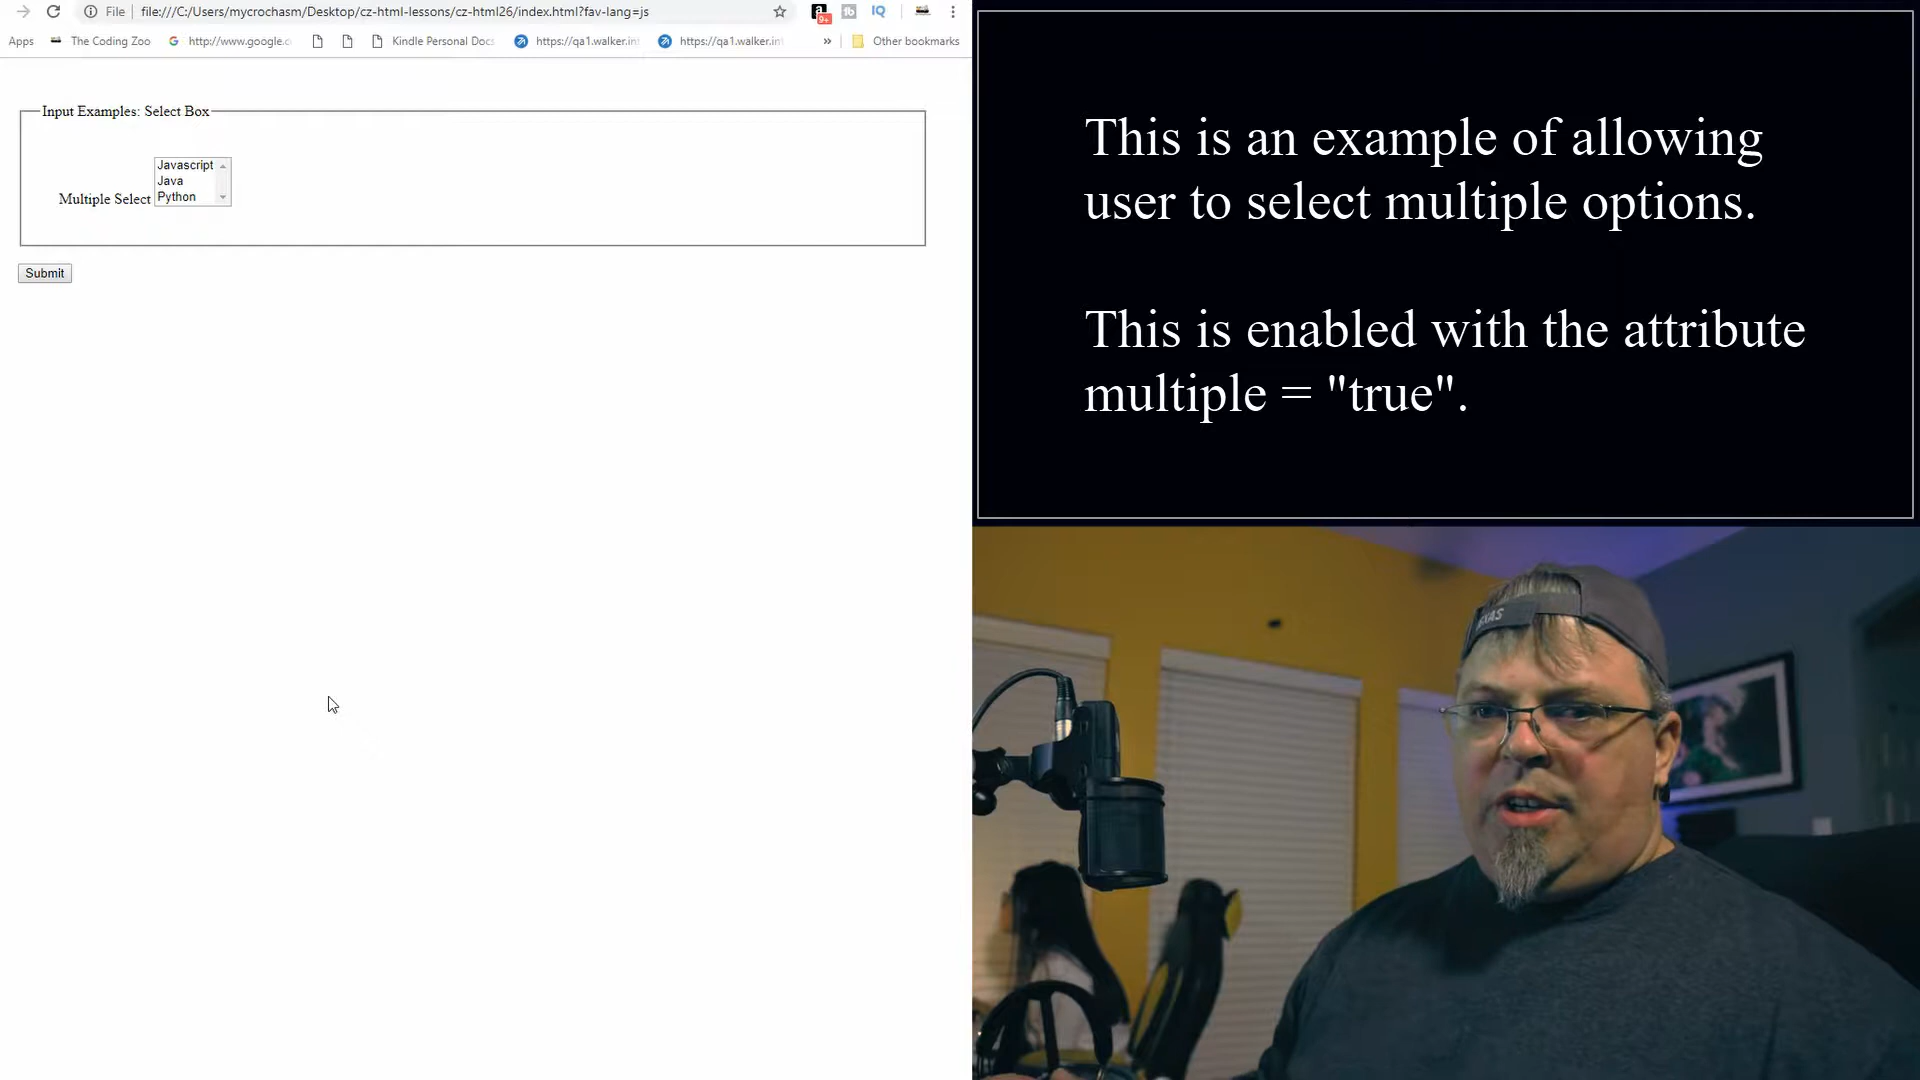 File file:///C:/Users/mycrochasm/Desktop/cz-html-lessons/cz-html26/index.html?fav-lang=js
9+
IQ
Apps The Coding Zoo http://www.google.c Kindle Personal Docs https://qa1.walker.in https://qa1.walker.in » Other bookmarks
Input Examples: Select Box
Javascript
Java
Multiple Select Python
Submit
This is an example of allowing
user to select multiple options.
This is enabled with the attribute
multiple = "true".